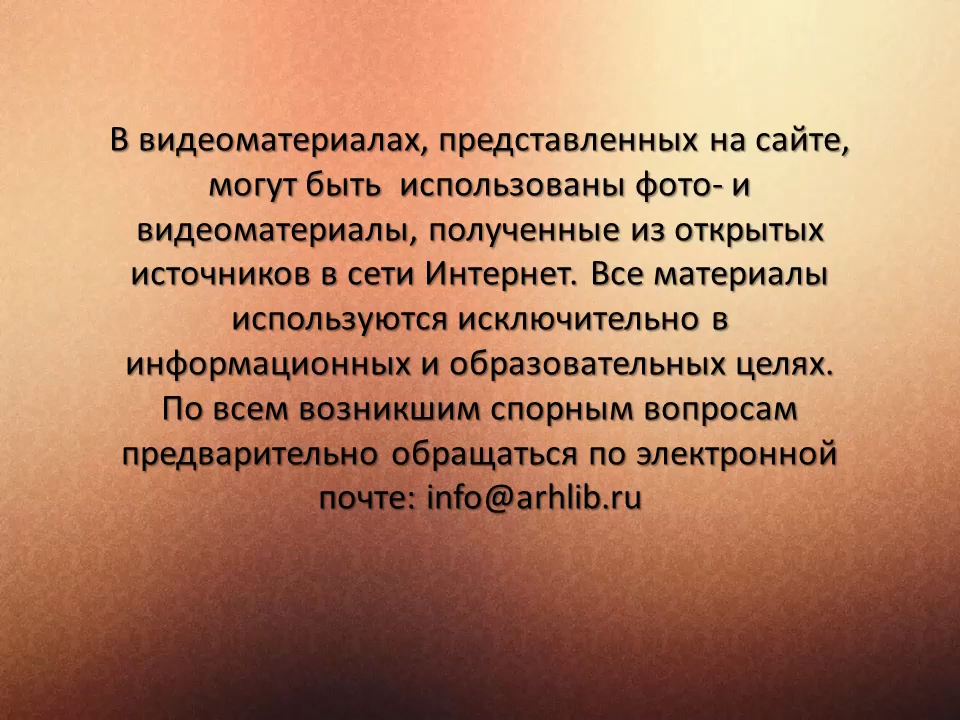 В видеоматериалах, представленных на сайте,
могут быть  использованы фото- и
видеоматериалы, полученные из открытых
источников в сети Интернет. Все материалы
используются исключительно в
информационных и образовательных целях.
По всем возникшим спорным вопросам
предварительно обращаться по электронной
почте: info@arhlib.ru